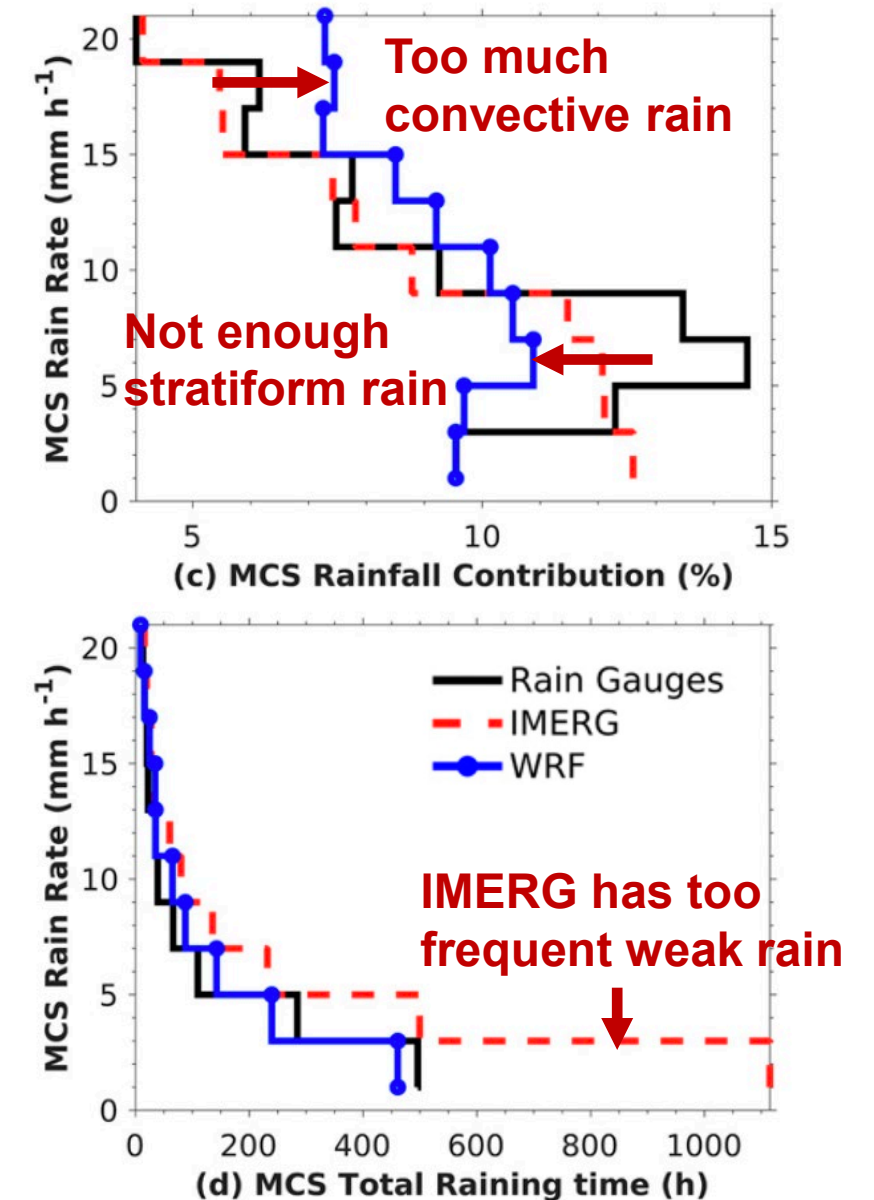 20
15
10
5
0
MCS Rain Rate (mm h-1)
Too much
convective rain
Not enough
stratiform rain
5
10
15
(c) MCS Rainfall Contribution (%)
20
15
10
5
0
MCS Rain Rate (mm h-1)
Rain Gauges
IMERG
WRF
IMERG has too
frequent weak rain
0
200
400
600
800
1000
(d) MCS Total Raining time (h)